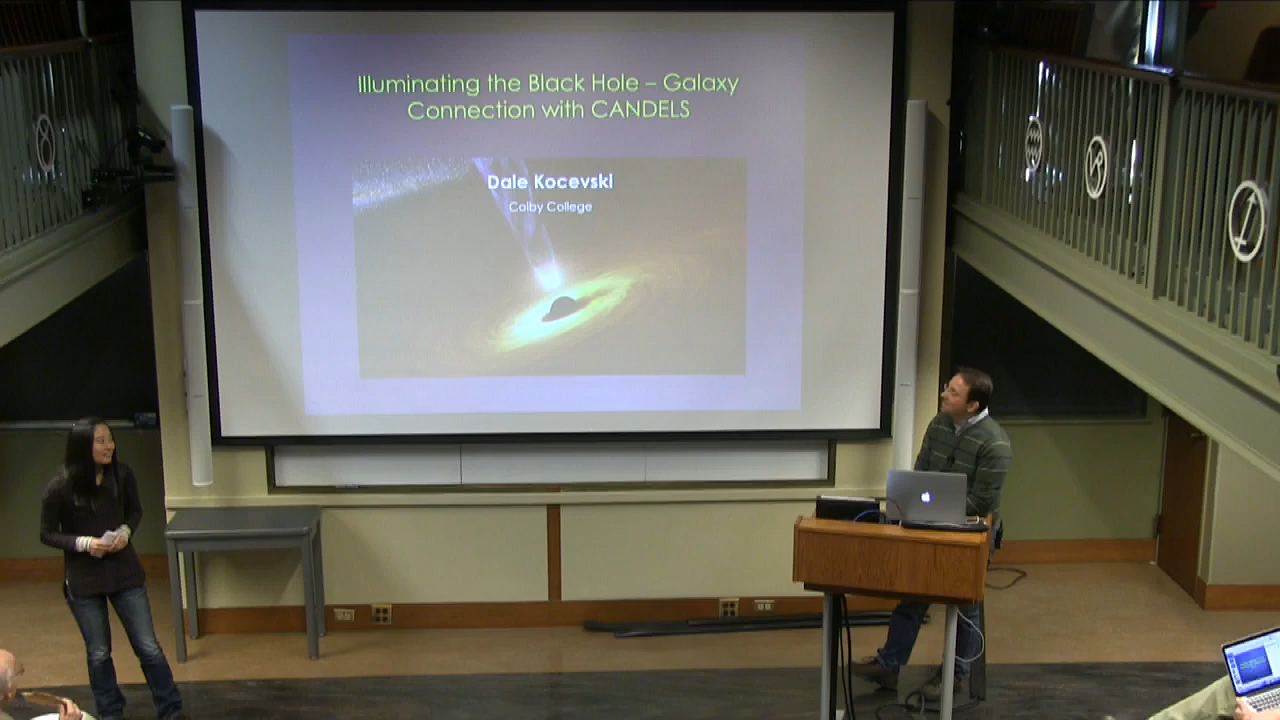 Illuminating the Black Hole – Galaxy
Connection with CANDELS
Dale Kocevski
Colby College